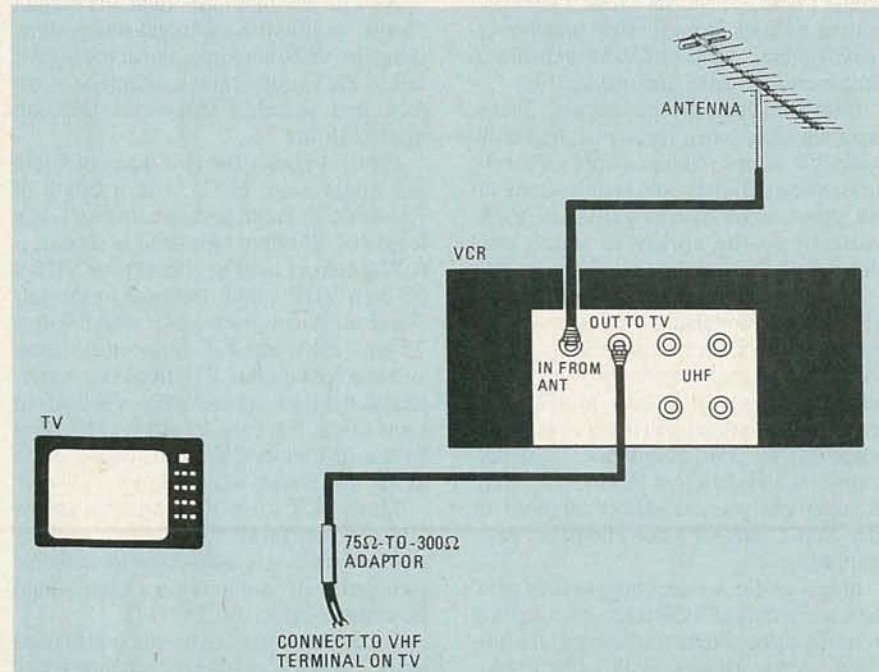 ANTENNA
VCR
OUT TO TV
IN FROM
ANT
UHF
TV
75Ω-TO-300Ω
ADAPTOR
CONNECT TO VHF
TERMINAL ON TV